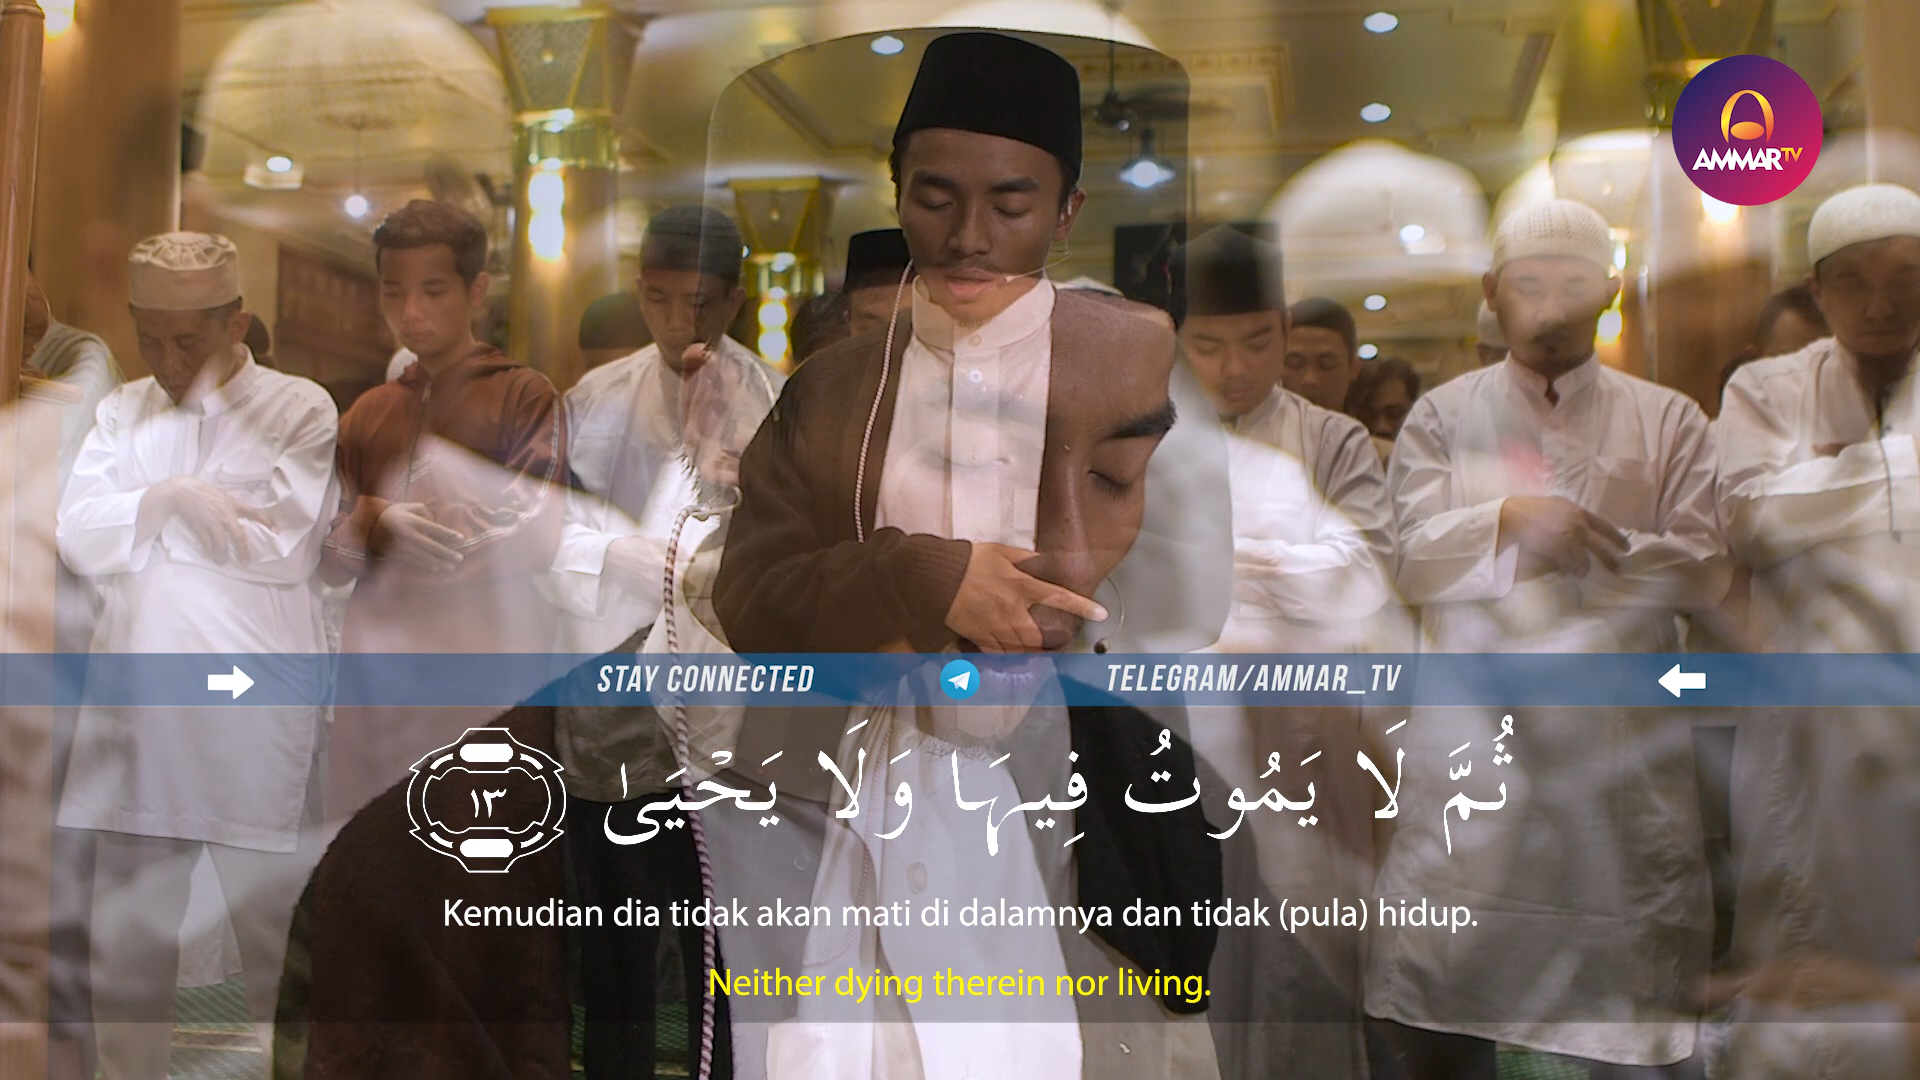 AMMARTV
STAY CONNECTED TELEGRAM/AMMAR_TV
ثُمَّ لَا يَمُوتُ فِيهَا وَلَا يَحْيَىٰ ١٣
Kemudian dia tidak akan mati di dalamnya dan tidak (pula) hidup.
Neither dying therein nor living.